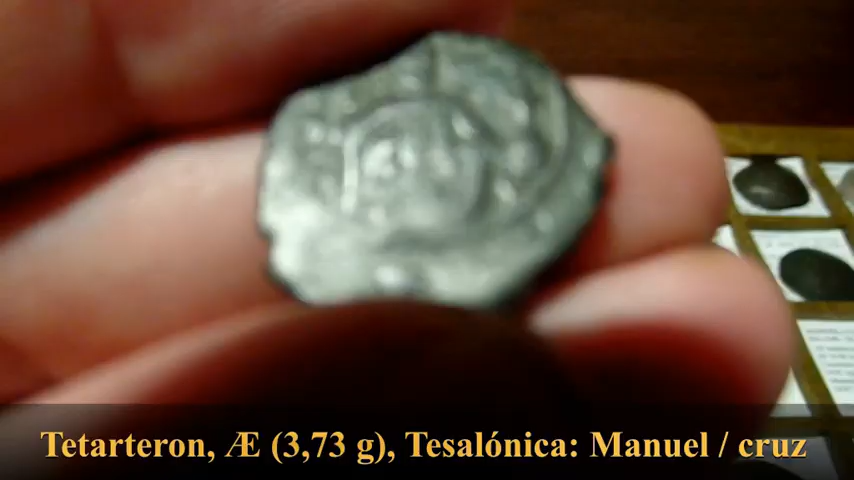 Tetarteron, Æ (3,73 g), Tesalónica: Manuel / cruz